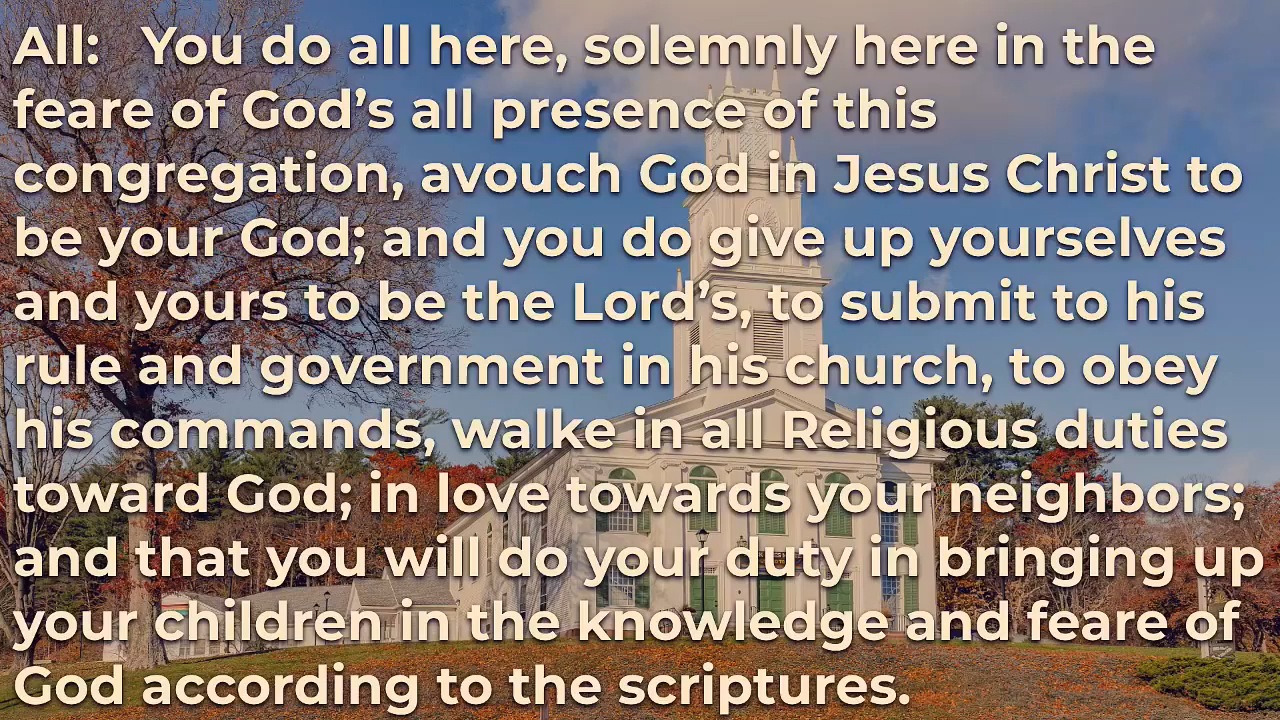 All: You do all here, solemnly here in the
feare of God’s all presence of this
congregation, avouch God in Jesus Christ to
be your God; and you do give up yourselves
and yours to be the Lord’s, to submit to his
rule and government in his church, to obey
his commands, walke in all Religious duties
toward God; in love towards your neighbors;
and that you will do your duty in bringing up
your children in the knowledge and feare of
God according to the scriptures.